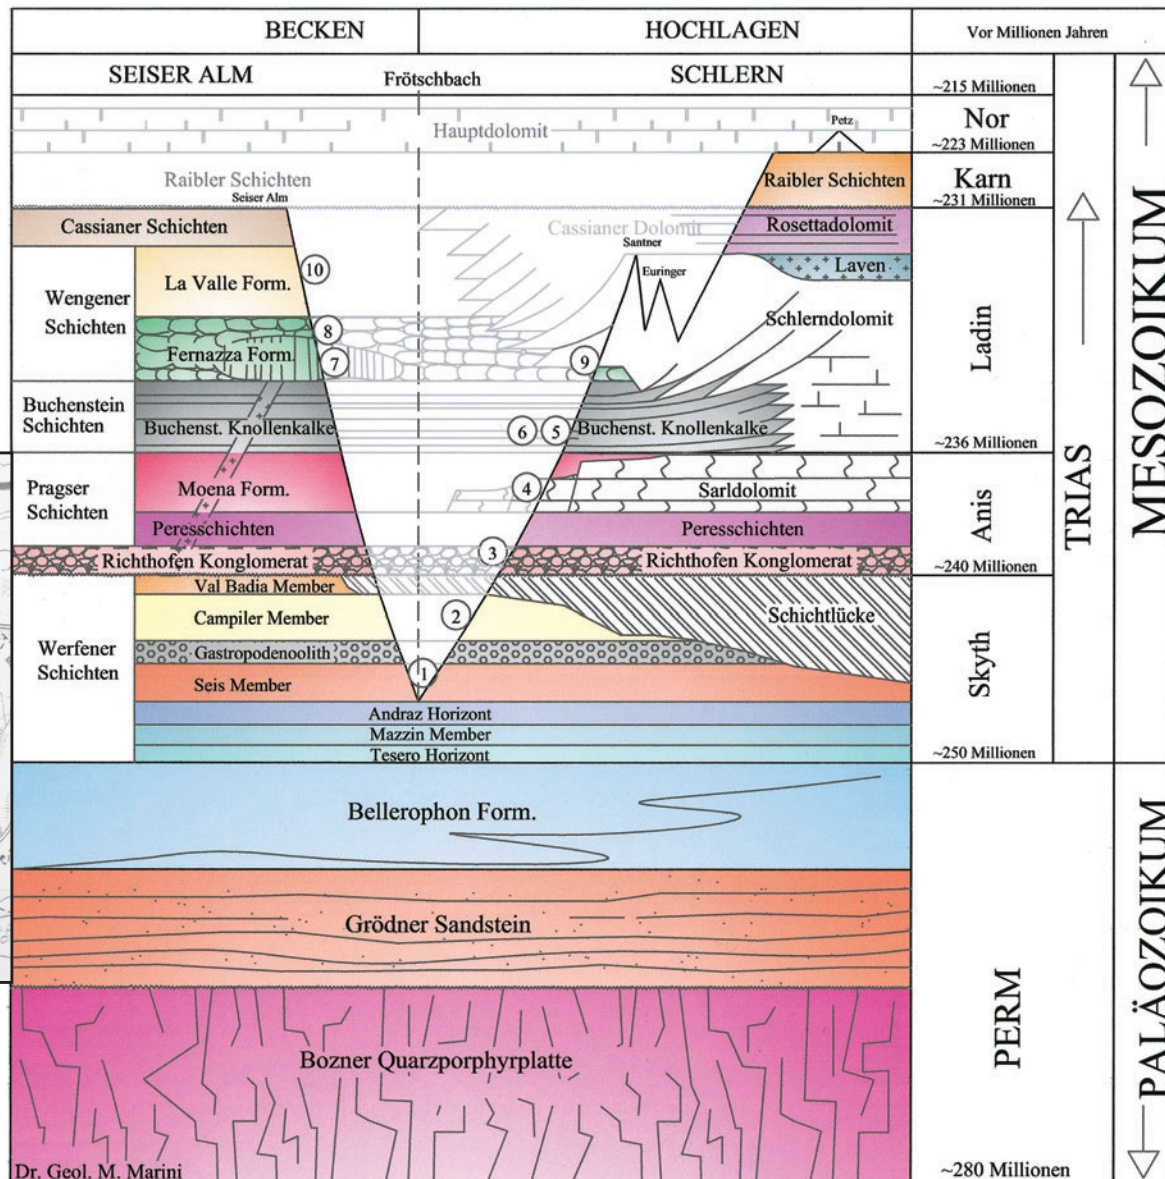 BECKEN
HOCHLAGEN
Vor Millionen Jahren
SEISER ALM
Frötschbach
SCHLERN
~215 Millionen
Hauptdolomit
Petz
Nor
~223 Millionen
Raibler Schichten
Seiser Alm
Raibler Schichten
Karn
~231 Millionen
Cassianer Schichten
Cassianer Dolomit
Rosettadolomit
Santner
Euringer
Laven
Wengener
Schichten
La Valle Form.
10
Schlerndolomit
8
Fernazza Form.
7
9
Ladin
Buchenstein
Schichten
Buchenst. Knollenkalke
6
5
Buchenst. Knollenkalke
~236 Millionen
Pragser
Schichten
Moena Form.
4
Sarldolomit
Anis
Peresschichten
Peresschichten
3
Richthofen Konglomerat
Richthofen Konglomerat
~240 Millionen
Werfener
Schichten
Val Badia Member
Campiler Member
2
Schichtlücke
Gastropodenoolith
1
Seis Member
Skyth
Andraz Horizont
Mazzin Member
Tesero Horizont
~250 Millionen
TRIAS
MESOZOIKUM
Bellerophon Form.
Grödner Sandstein
Bozner Quarzporphyrplatte
PERM
PALÄOZOIKUM
Dr. Geol. M. Marini
~280 Millionen